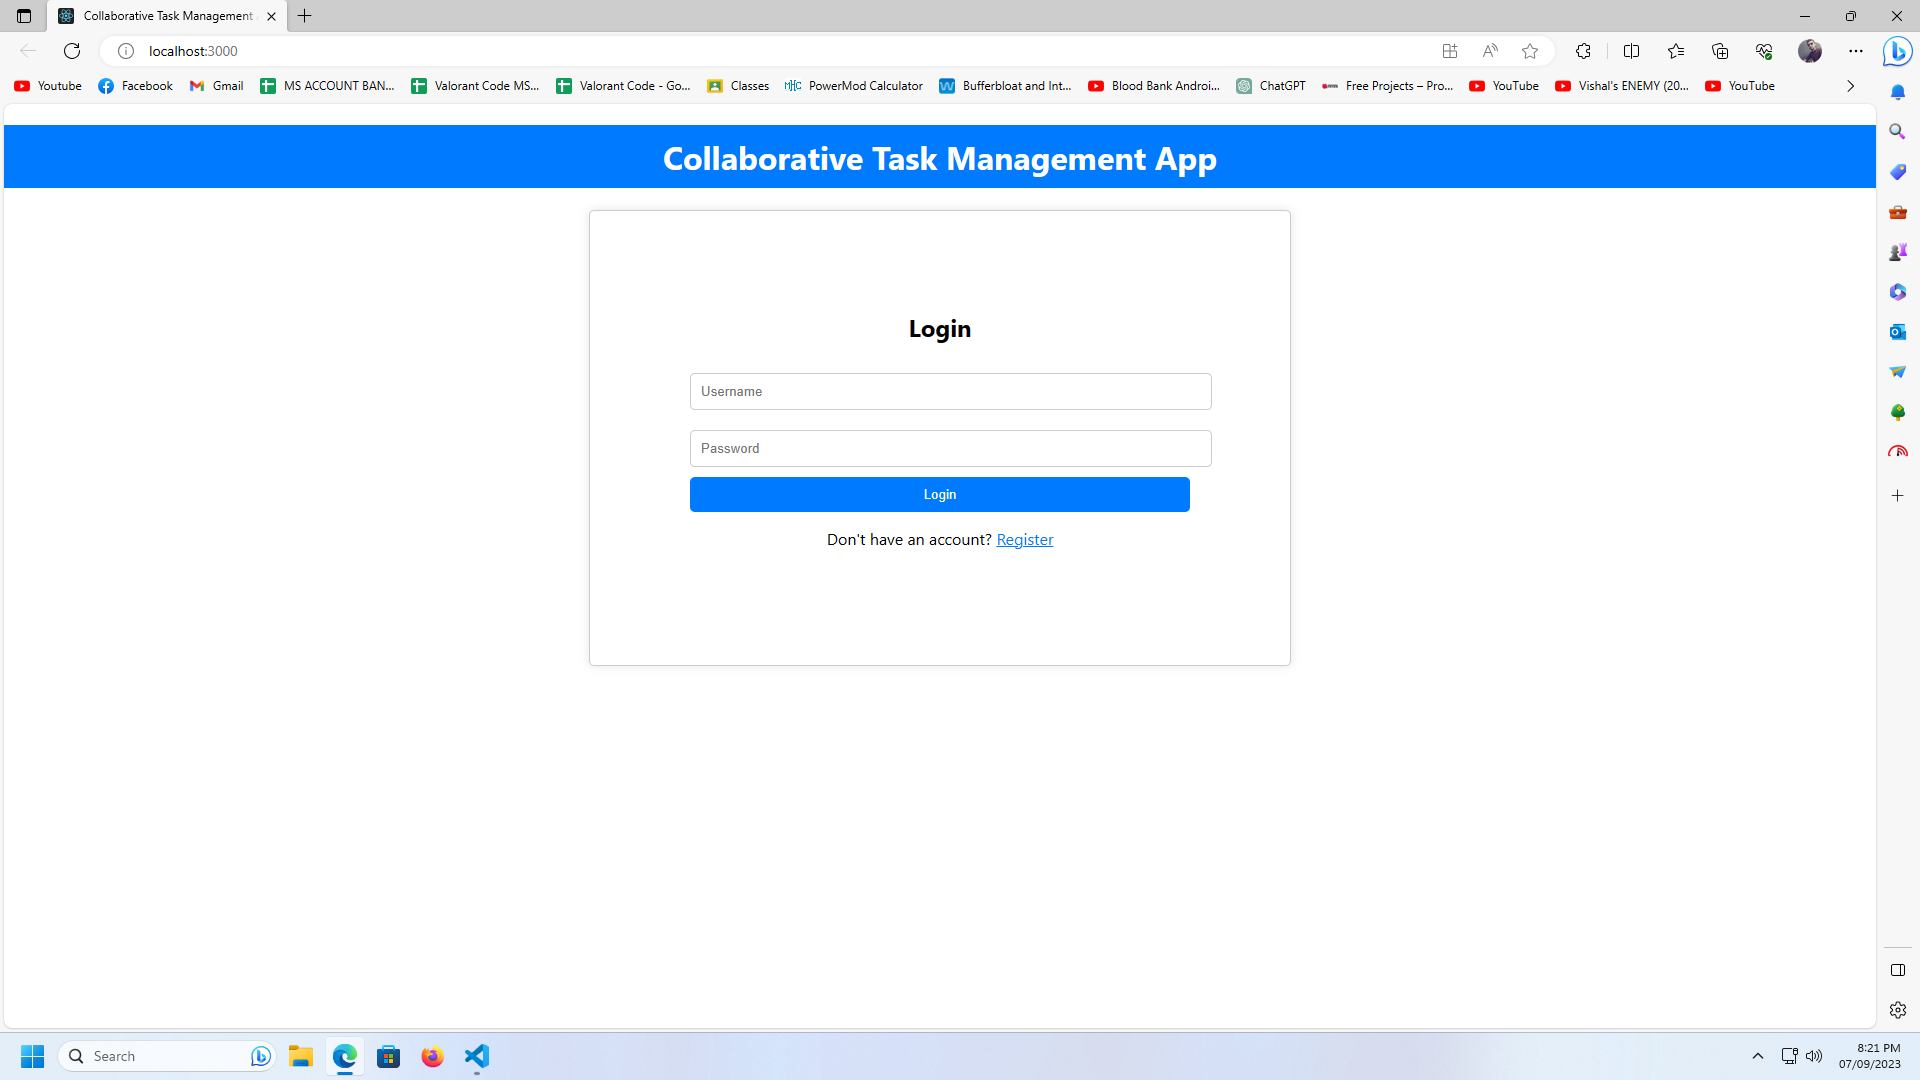 Collaborative Task Management
localhost:3000
Youtube
Facebook
Gmail
MS ACCOUNT BAN...
Valorant Code MS...
Valorant Code - Go...
Classes
PowerMod Calculator
Bufferbloat and Int...
Blood Bank Androi...
ChatGPT
Free Projects – Pro...
YouTube
Vishal's ENEMY (20...
YouTube
Collaborative Task Management App
Login
Username
Password
Login
Don't have an account? Register
Search
8:21 PM
07/09/2023